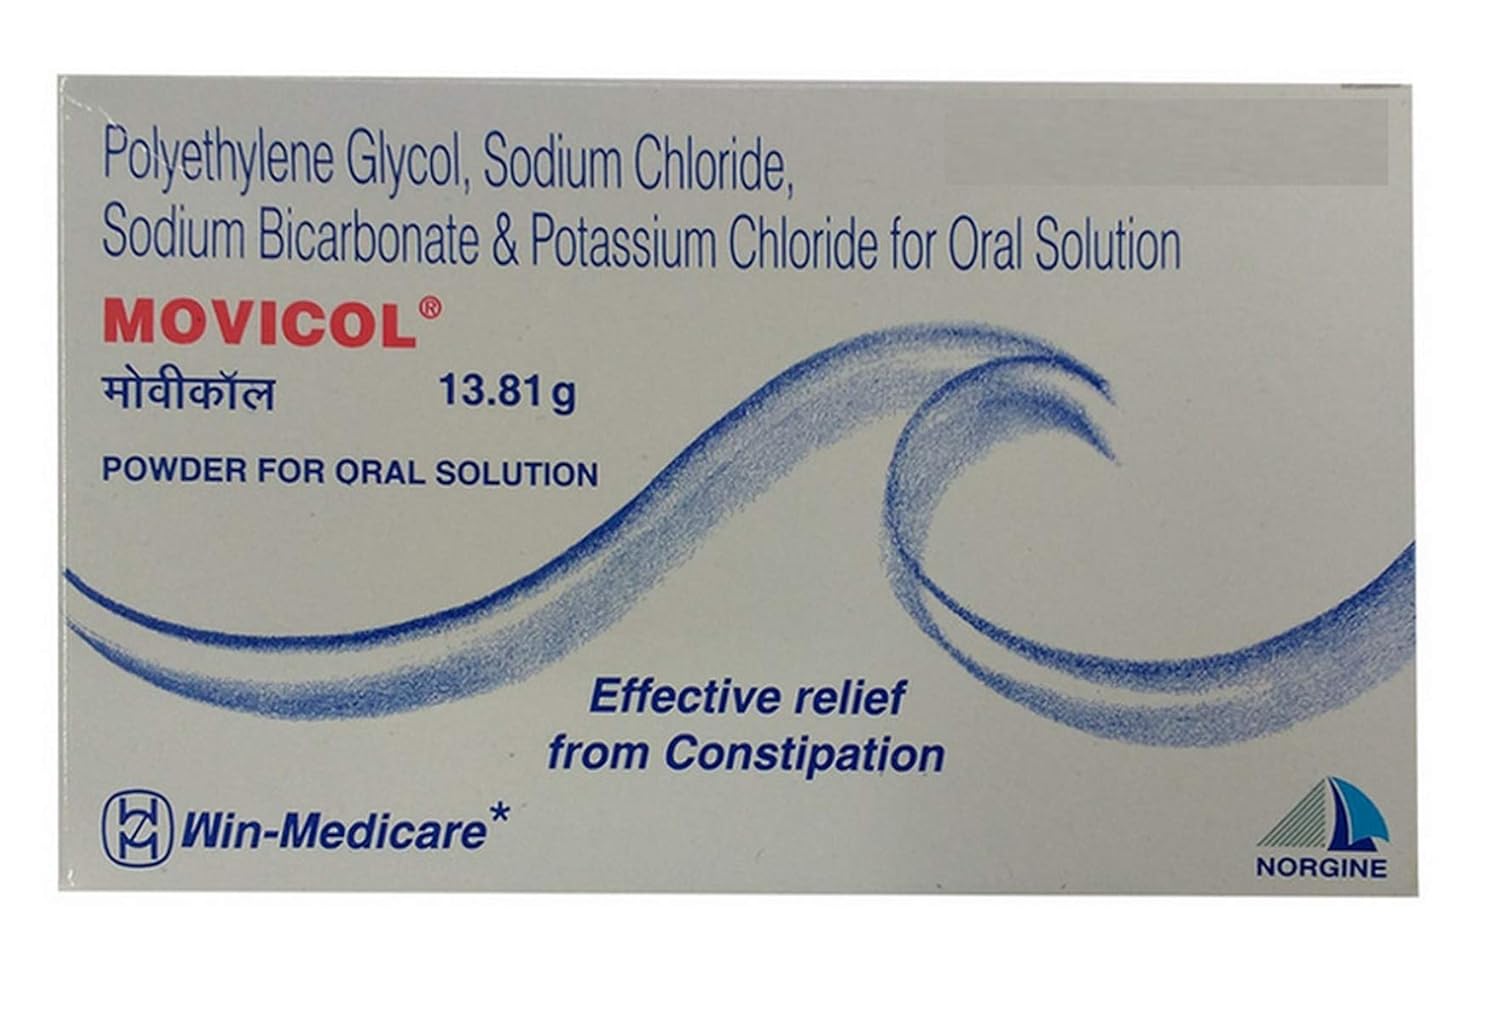 Polyethylene Glycol, Sodium Chloride,
Sodium Bicarbonate & Potassium Chloride for Oral Solution
MOVICOL®
मोवीकॉल 13.81 g
POWDER FOR ORAL SOLUTION
Effective relief
from Constipation
Win-Medicare*
NORGINE